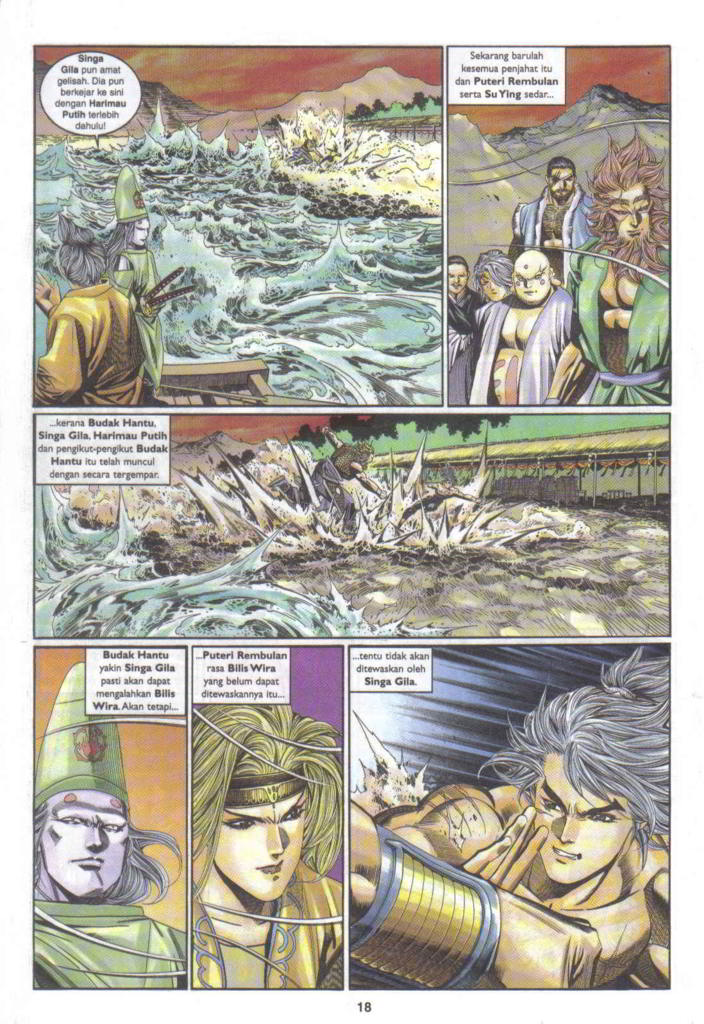 Singa
Gila pun amat
gelisah. Dia pun
berkejar ke sini
dengan Harimau
Putih terlebih
dahulu!
Sekarang barulah
kesemua penjahat itu
dan Puteri Rembulan
serta Su Ying sedar...
...kerana Budak Hantu,
Singa Gila, Harimau Putih
dan pengikut-pengikut Budak
Hantu itu telah muncul
dengan secara tergempar.
Budak Hantu
yakin Singa Gila
pasti akan dapat
mengalahkan Bilis
Wira. Akan tetapi...
...Puteri Rembulan
rasa Bilis Wira
yang belum dapat
ditewaskannya itu...
...tentu tidak akan
ditewaskan oleh
Singa Gila.
18